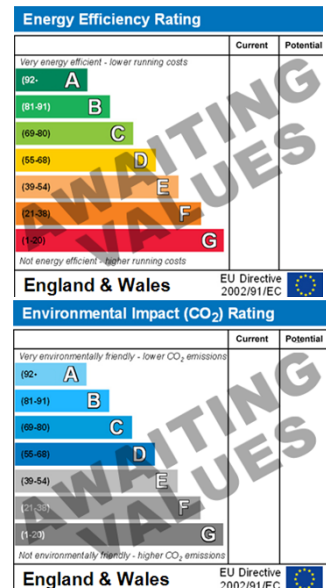 Energy Efficiency Rating
Current Potential
Very energy efficient - lower running costs
(92- A
(81-91) B
(69-80) C
(55-68) D
(39-54) E
(21-38) F
(1-20) G
Not energy efficient - higher running costs
AWAITING VALUES
England & Wales
EU Directive
2002/91/EC
Environmental Impact (CO₂) Rating
Current Potential
Very environmentally friendly - lower CO₂ emissions
(92- A
(81-91) B
(69-80) C
(55-68) D
(39-54) E
(21-38) F
(1-20) G
Not environmentally friendly - higher CO₂ emissions
AWAITING VALUES
England & Wales
EU Directive
2002/91/EC